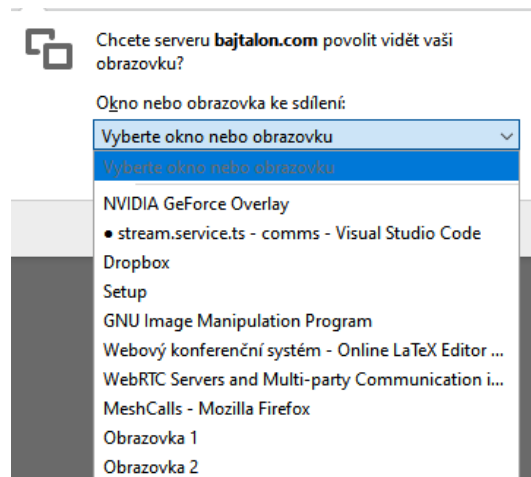 Chcete serveru bajtalon.com povolit vidět vaši
obrazovku?
Okno nebo obrazovka ke sdílení:
Vyberte okno nebo obrazovku
Vyberte okno nebo obrazovku
NVIDIA GeForce Overlay
● stream.service.ts - comms - Visual Studio Code
Dropbox
Setup
GNU Image Manipulation Program
Webový konferenční systém - Online LaTeX Editor ...
WebRTC Servers and Multi-party Communication i...
MeshCalls - Mozilla Firefox
Obrazovka 1
Obrazovka 2